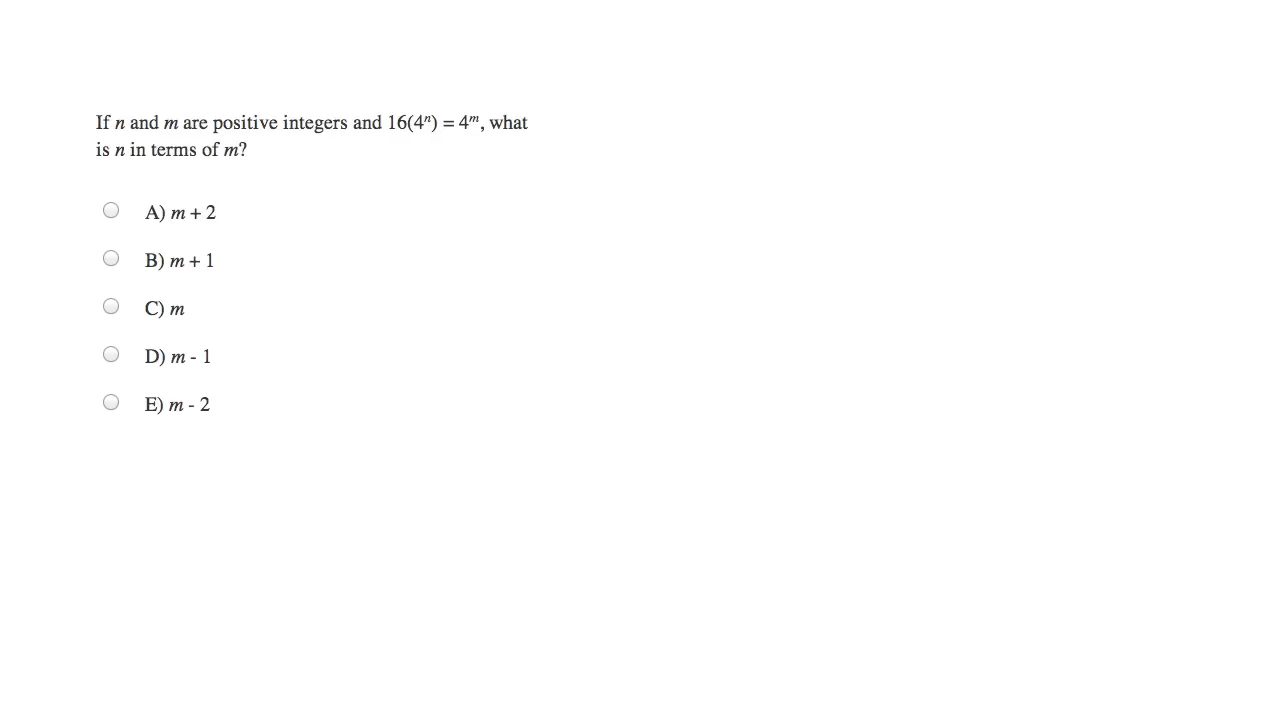 If n and m are positive integers and 16(4ⁿ) = 4ᵐ, what
is n in terms of m?
A) m + 2
B) m + 1
C) m
D) m - 1
E) m - 2